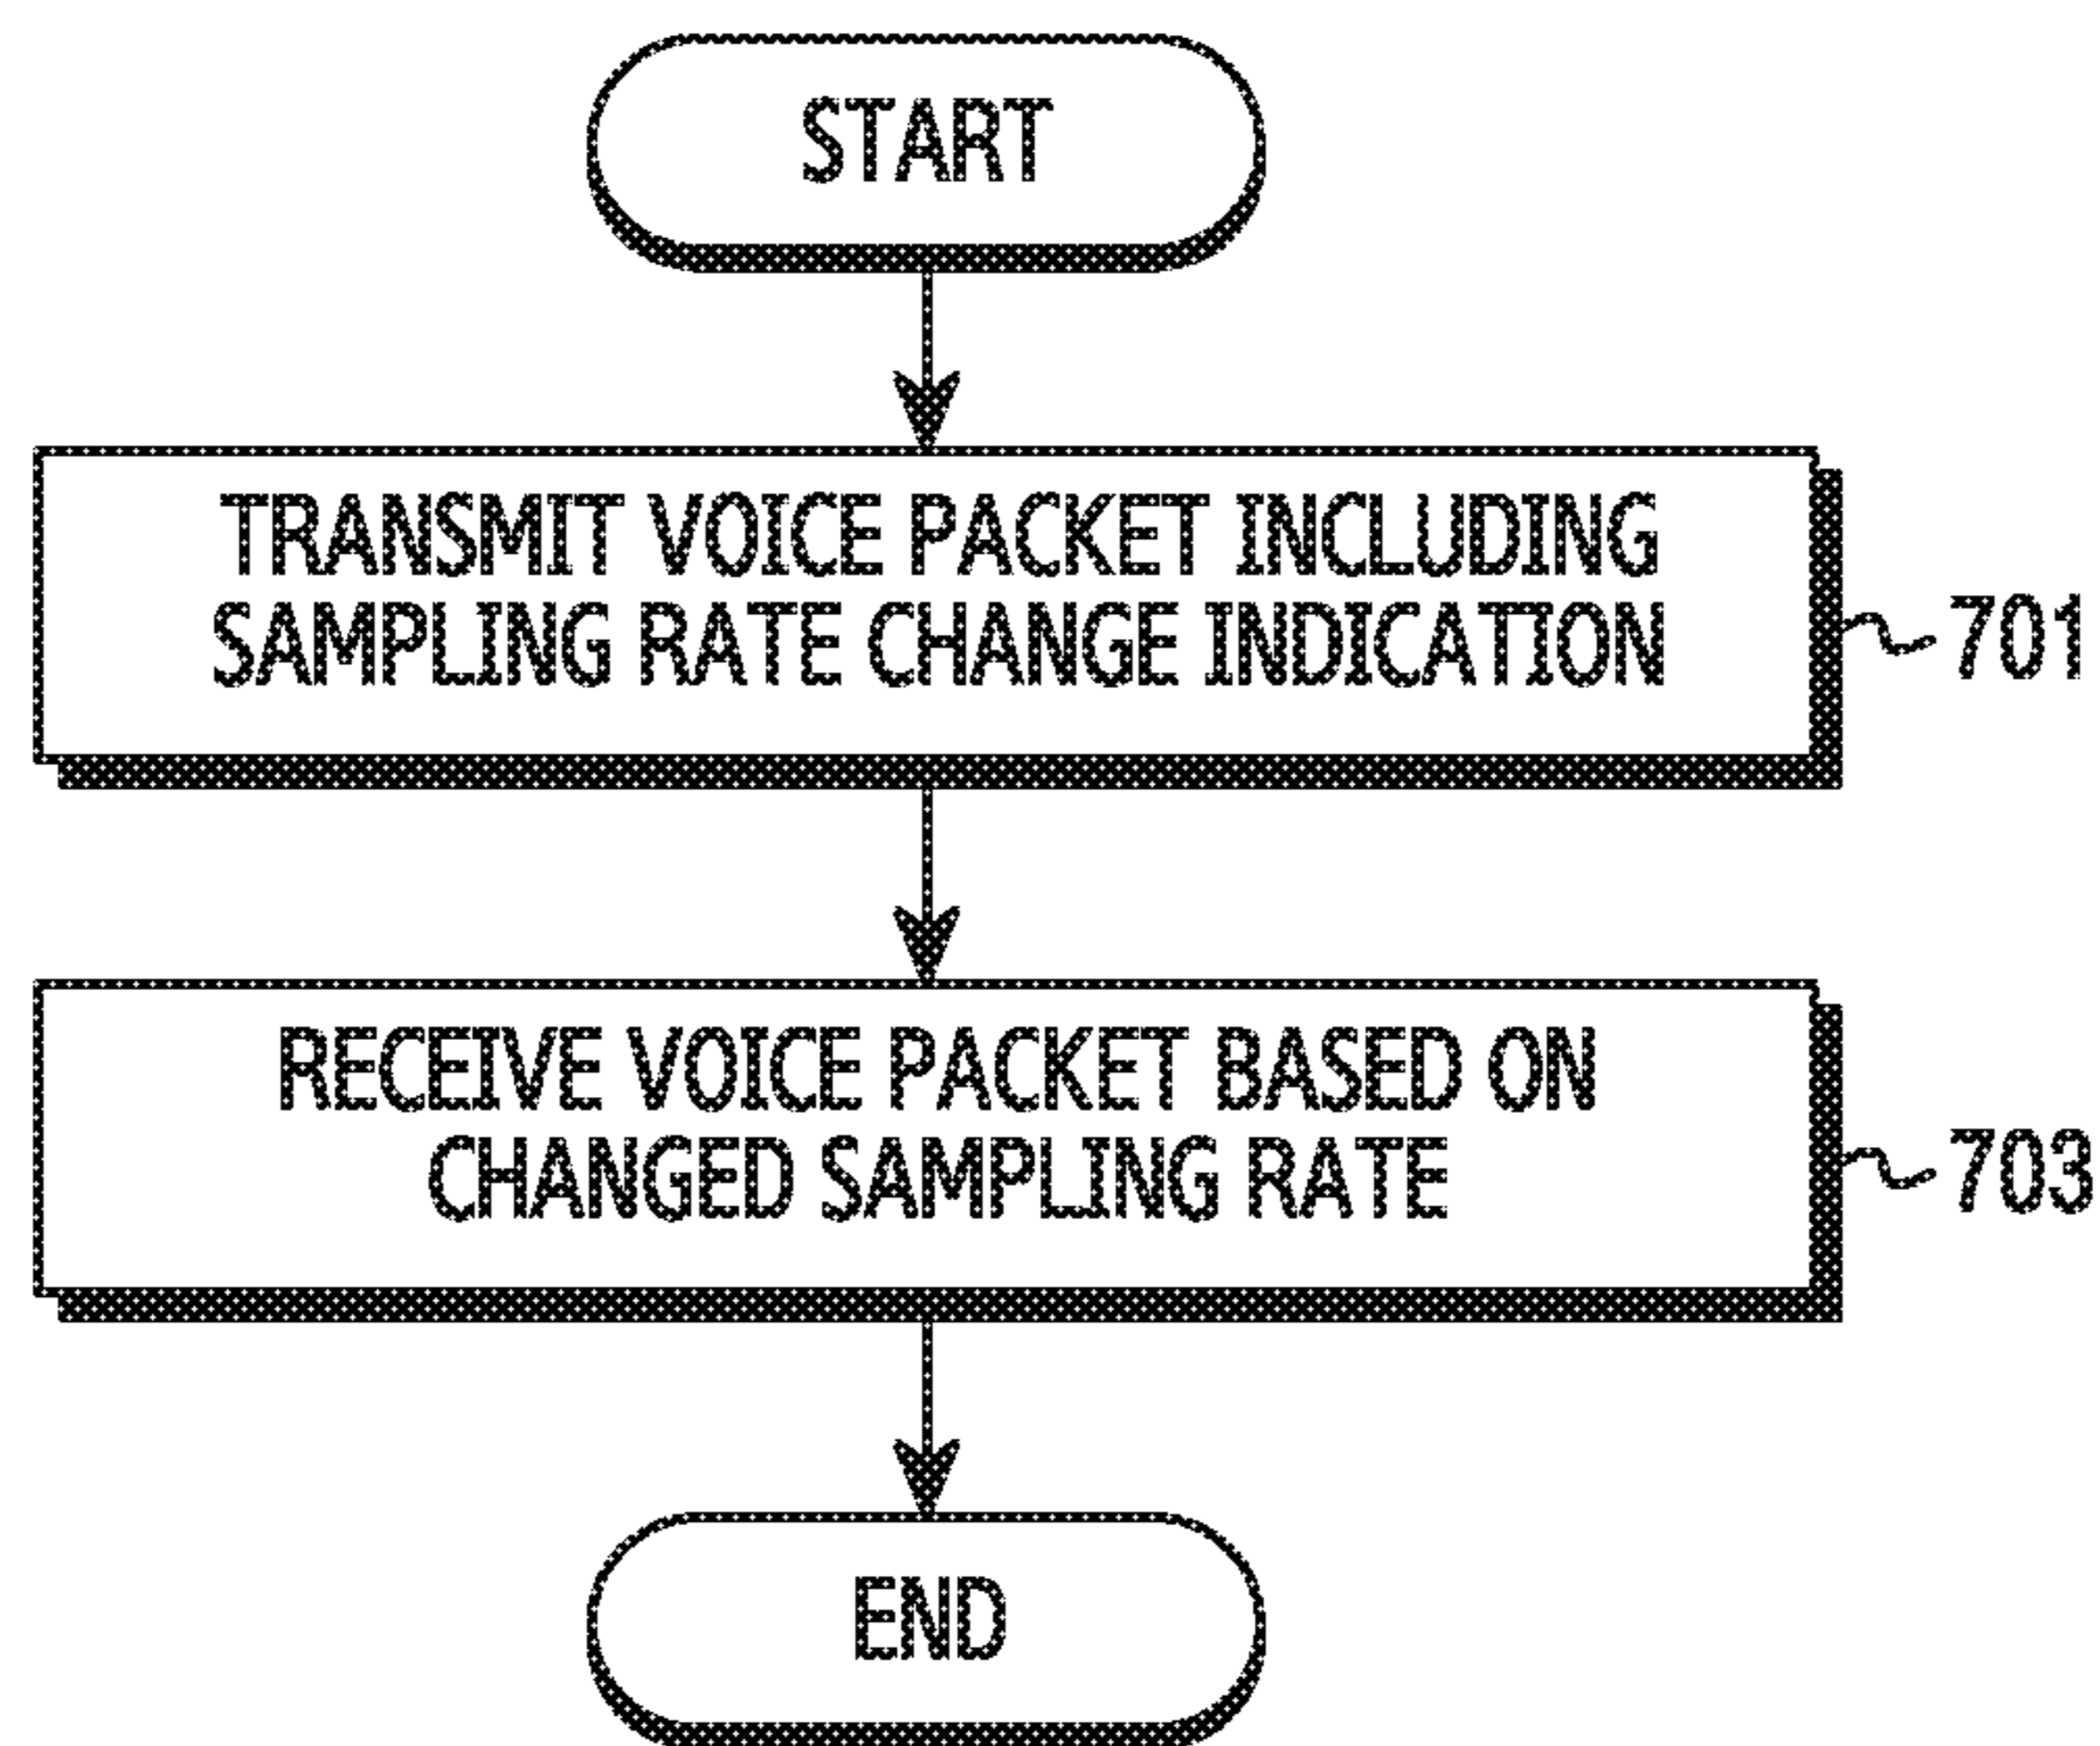 START
TRANSMIT VOICE PACKET INCLUDING
SAMPLING RATE CHANGE INDICATION
701
RECEIVE VOICE PACKET BASED ON
CHANGED SAMPLING RATE
703
END